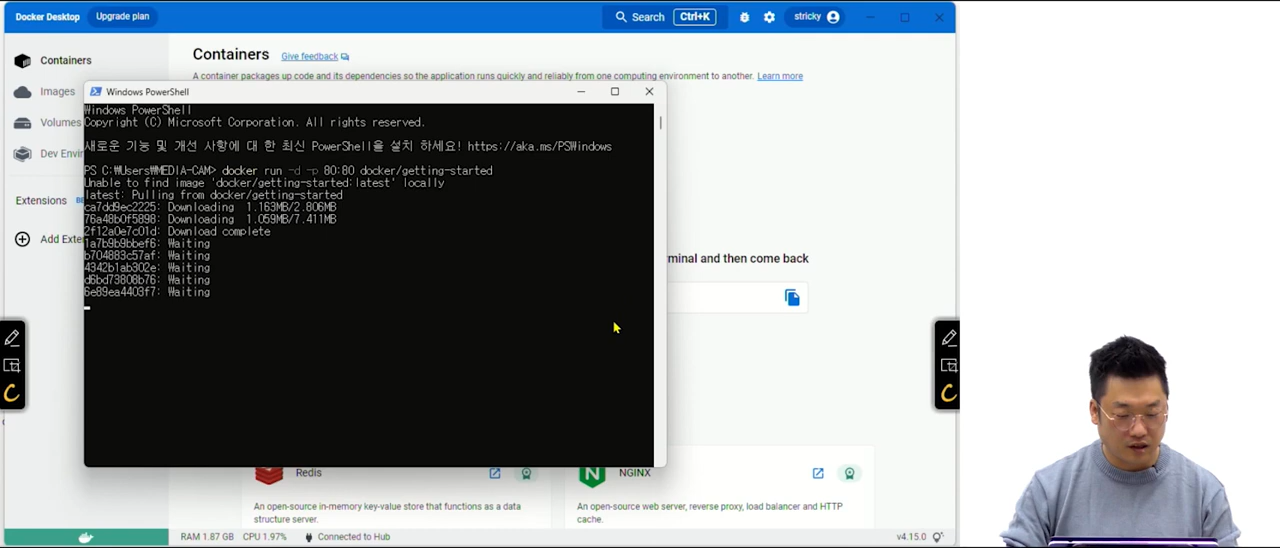 Docker Desktop Upgrade plan Search Ctrl+K stricky
Containers
Images
Volumes
Dev Envir
Extensions BE
Add Exte
Containers Give feedback
A container packages up code and its dependencies so the application runs quickly and reliably from one computing environment to another. Learn more
Windows PowerShell
Windows PowerShell
Copyright (C) Microsoft Corporation. All rights reserved.
새로운 기능 및 개선 사항에 대 한 최신 PowerShell을 설치 하세요! https://aka.ms/PSWindows
PS C:₩Users₩MEDIA-CAM> docker run -d -p 80:80 docker/getting-started
Unable to find image 'docker/getting-started:latest' locally
latest: Pulling from docker/getting-started
ca7dd9ec2225: Downloading 1.163MB/2.806MB
76a48b0f5898: Downloading 1.059MB/7.411MB
2f12a0e7c01d: Download complete
1a7b9b9bbef6: Waiting
b704883c57af: Waiting
4342b1ab302e: Waiting
d6bd73808b76: Waiting
6e89ea4403f7: Waiting
rminal and then come back
Redis
An open-source in-memory key-value store that functions as a data
structure server.
NGINX
An open-source web server, reverse proxy, load balancer and HTTP
cache.
RAM 1.87 GB CPU 1.97% Connected to Hub v4.15.0